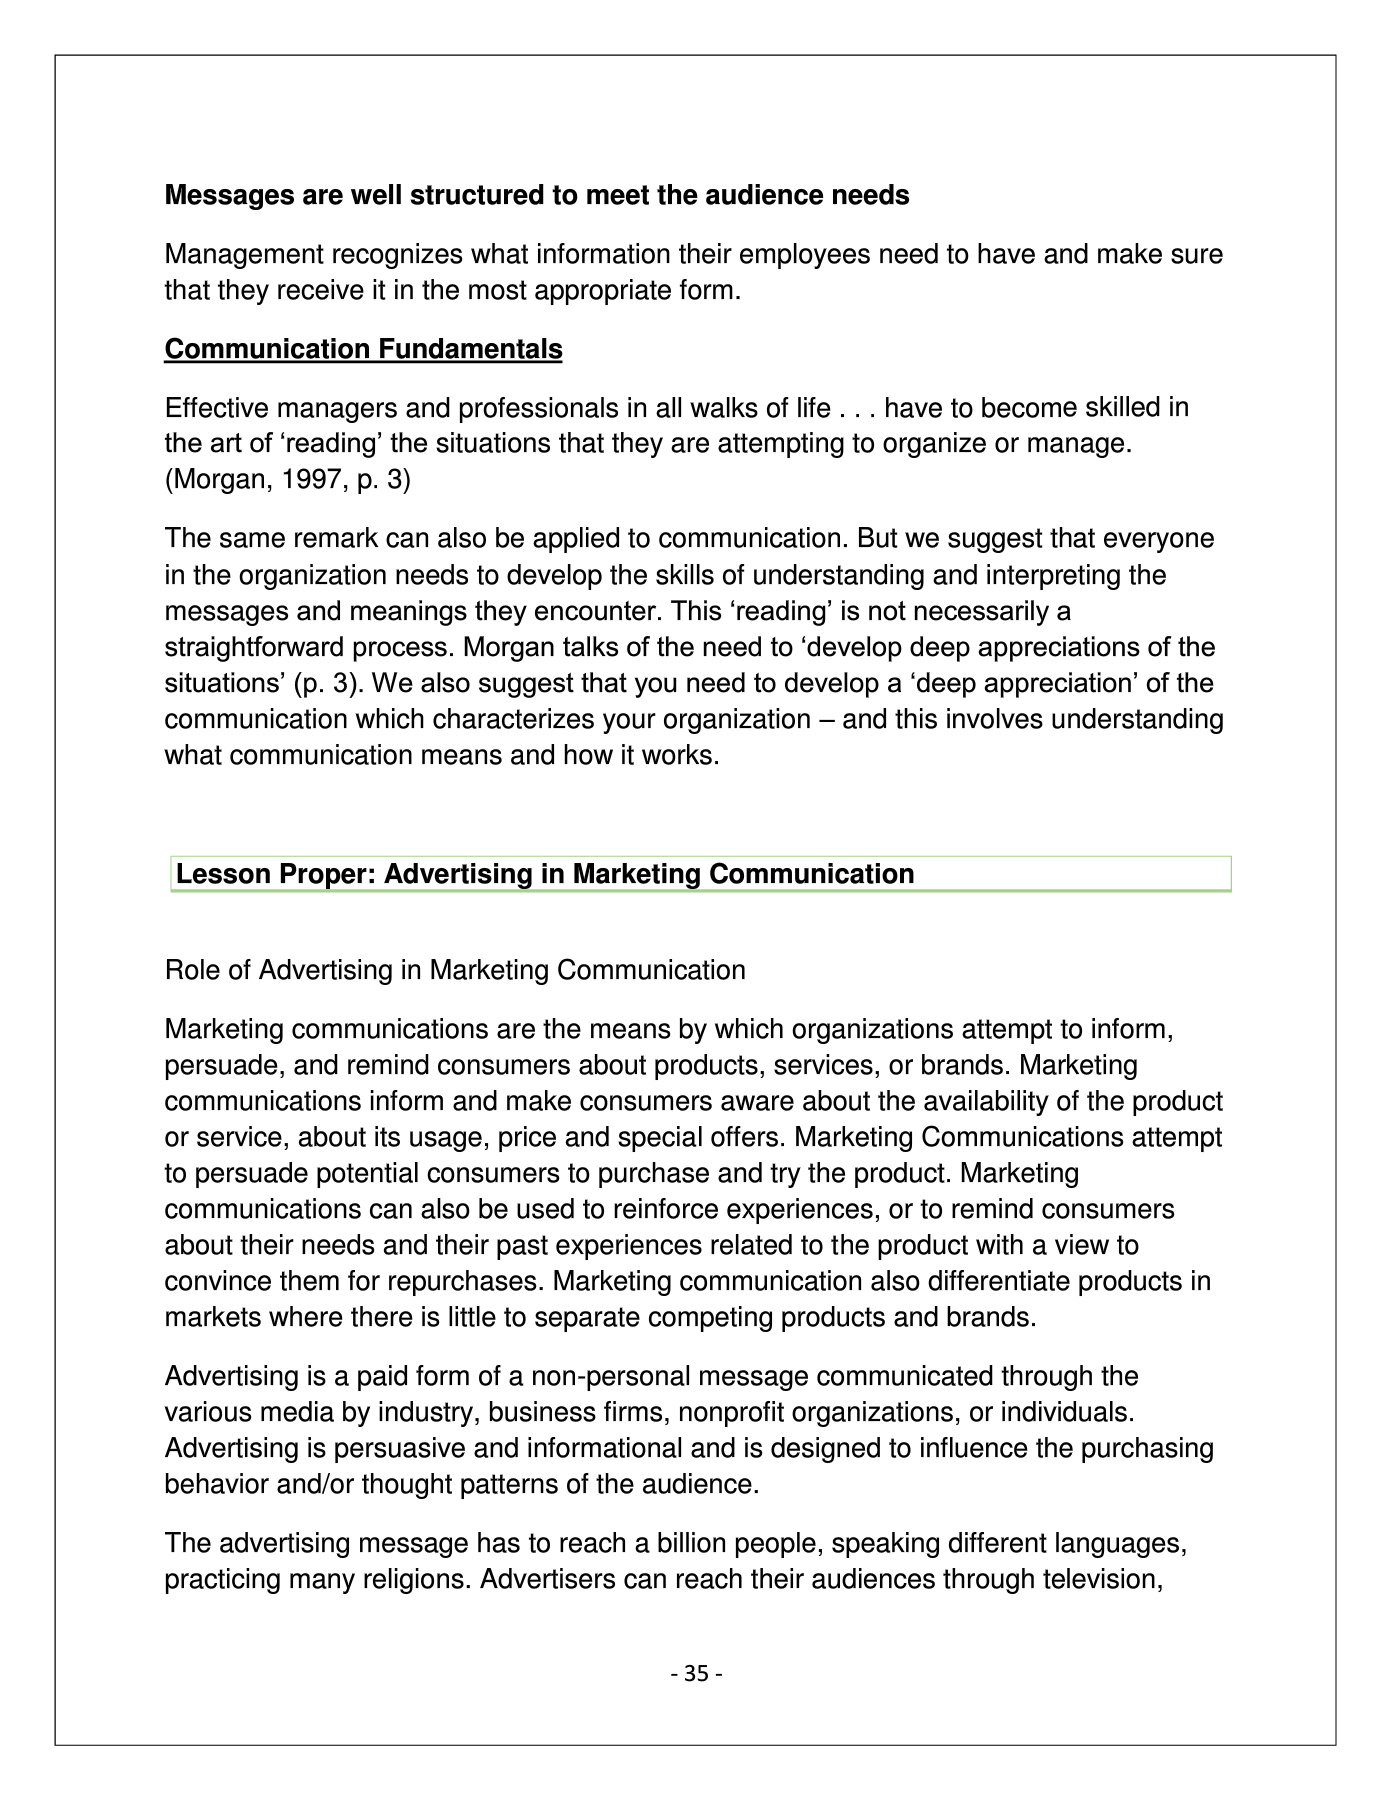 Messages are well structured to meet the audience needs
Management recognizes what information their employees need to have and make sure
that they receive it in the most appropriate form.
Communication Fundamentals
Effective managers and professionals in all walks of life . . . have to become skilled in
the art of ‘reading’ the situations that they are attempting to organize or manage.
(Morgan, 1997, p. 3)
The same remark can also be applied to communication. But we suggest that everyone
in the organization needs to develop the skills of understanding and interpreting the
messages and meanings they encounter. This ‘reading’ is not necessarily a
straightforward process. Morgan talks of the need to ‘develop deep appreciations of the
situations’ (p. 3). We also suggest that you need to develop a ‘deep appreciation’ of the
communication which characterizes your organization – and this involves understanding
what communication means and how it works.
Lesson Proper: Advertising in Marketing Communication
Role of Advertising in Marketing Communication
Marketing communications are the means by which organizations attempt to inform,
persuade, and remind consumers about products, services, or brands. Marketing
communications inform and make consumers aware about the availability of the product
or service, about its usage, price and special offers. Marketing Communications attempt
to persuade potential consumers to purchase and try the product. Marketing
communications can also be used to reinforce experiences, or to remind consumers
about their needs and their past experiences related to the product with a view to
convince them for repurchases. Marketing communication also differentiate products in
markets where there is little to separate competing products and brands.
Advertising is a paid form of a non-personal message communicated through the
various media by industry, business firms, nonprofit organizations, or individuals.
Advertising is persuasive and informational and is designed to influence the purchasing
behavior and/or thought patterns of the audience.
The advertising message has to reach a billion people, speaking different languages,
practicing many religions. Advertisers can reach their audiences through television,
- 35 -